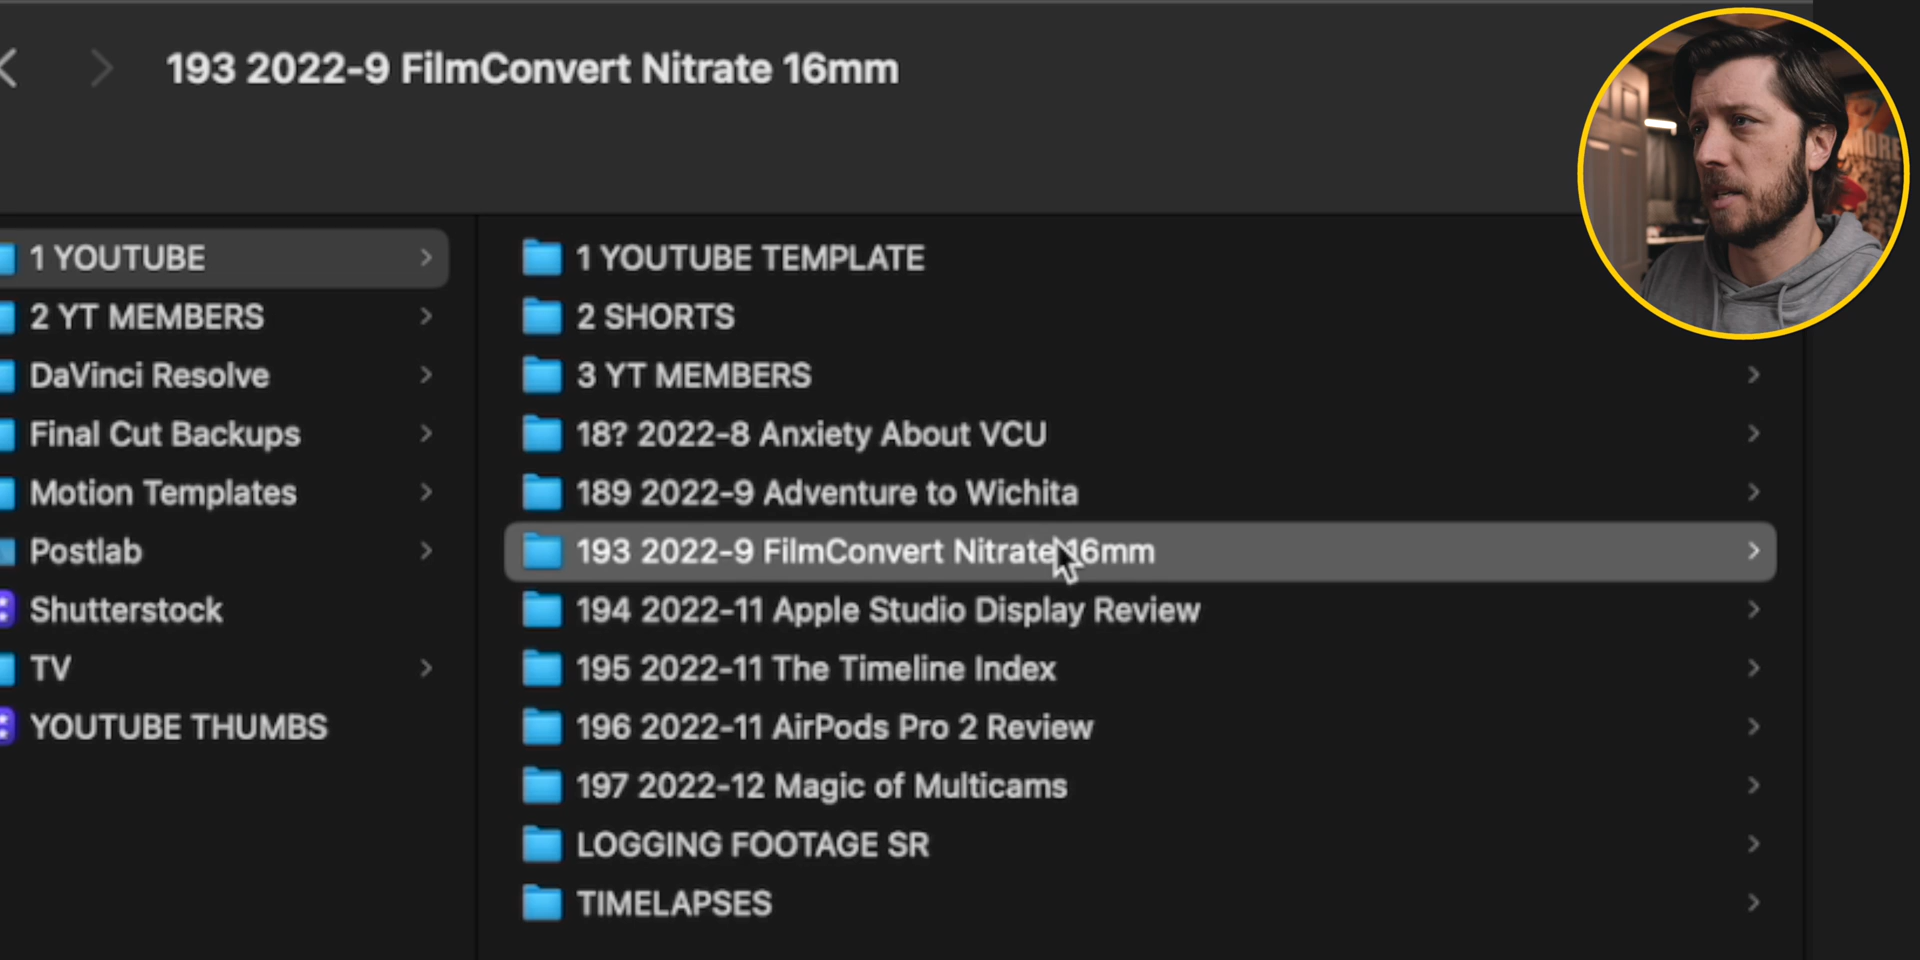 193 2022-9 FilmConvert Nitrate 16mm
1 YOUTUBE
2 YT MEMBERS
DaVinci Resolve
Final Cut Backups
Motion Templates
Postlab
Shutterstock
TV
YOUTUBE THUMBS
1 YOUTUBE TEMPLATE
2 SHORTS
3 YT MEMBERS
18? 2022-8 Anxiety About VCU
189 2022-9 Adventure to Wichita
193 2022-9 FilmConvert Nitrate 16mm
194 2022-11 Apple Studio Display Review
195 2022-11 The Timeline Index
196 2022-11 AirPods Pro 2 Review
197 2022-12 Magic of Multicams
LOGGING FOOTAGE SR
TIMELAPSES
MORE